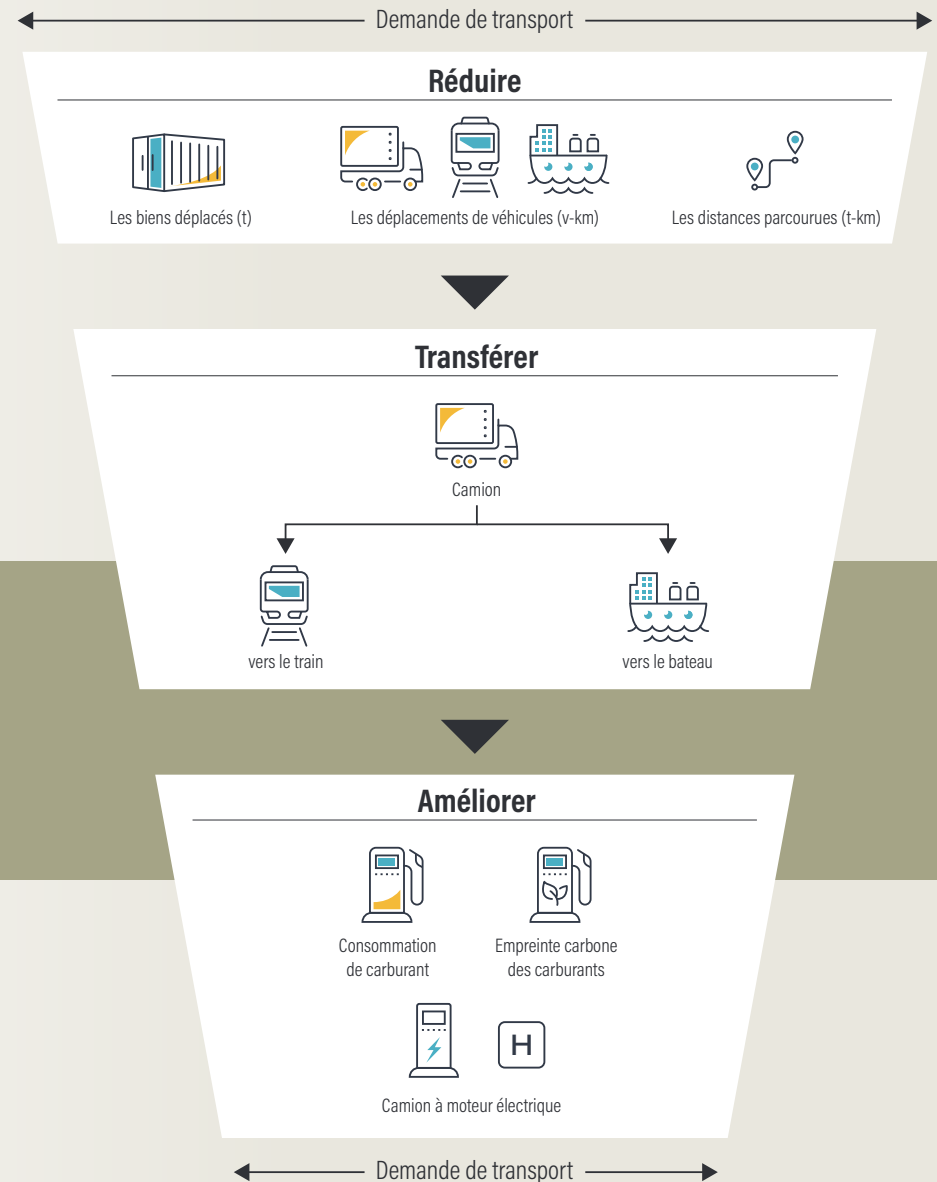 Demande de transport
Réduire
Les biens déplacés (t)
Les déplacements de véhicules (v-km)
Les distances parcourues (t-km)
Transférer
Camion
vers le train
vers le bateau
Améliorer
Consommation
de carburant
Empreinte carbone
des carburants
H
Camion à moteur électrique
Demande de transport